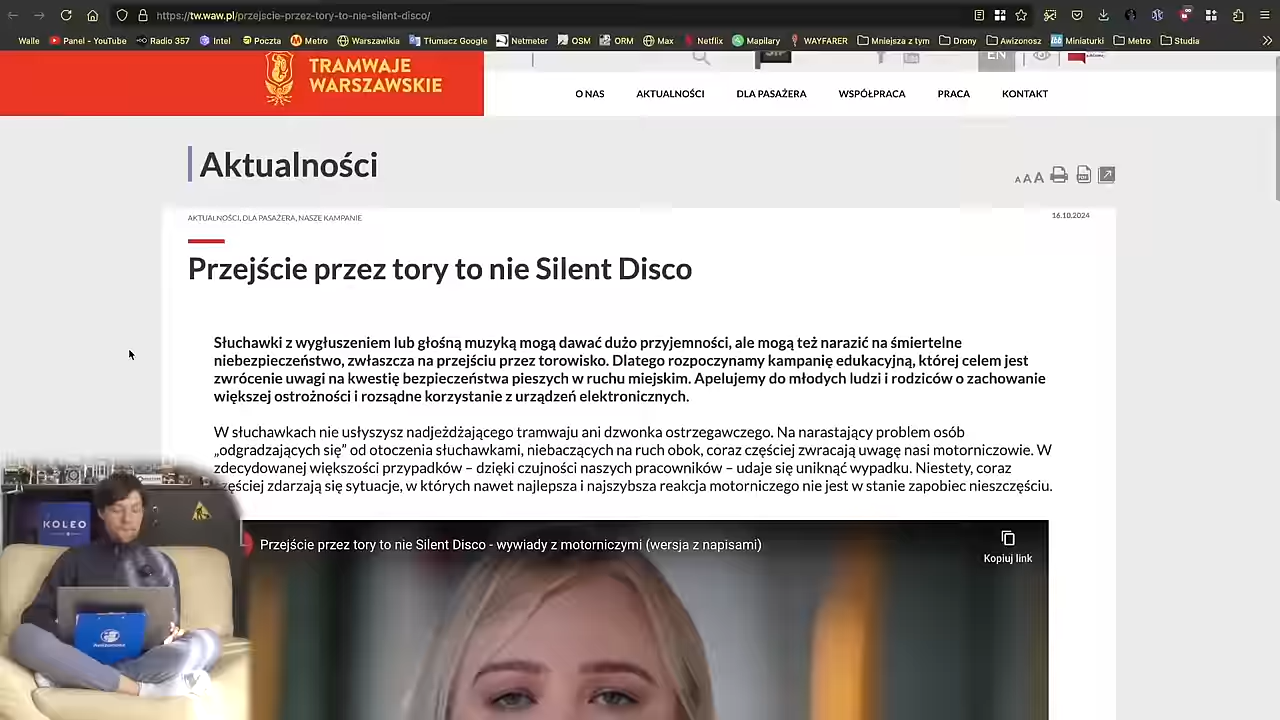 https://tw.waw.pl/przejscie-przez-tory-to-nie-silent-disco/
Walle Panel - YouTube Radio 357 Intel Poczta Metro Warszawikia Tłumacz Google Netmeter OSM ORM Max Netflix Mapillary WAYFARER Mniejsza z tym Drony Awizonosz Metro Miniaturki Metro Studia
TRAMWAJE
WARSZAWSKIE
EN
O NAS AKTUALNOŚCI DLA PASAŻERA WSPÓŁPRACA PRACA KONTAKT
Aktualności
A A A
AKTUALNOŚCI, DLA PASAŻERA, NASZE KAMPANIE
16.10.2024
Przejście przez tory to nie Silent Disco
Słuchawki z wygłuszeniem lub głośną muzyką mogą dawać dużo przyjemności, ale mogą też narazić na śmiertelne
niebezpieczeństwo, zwłaszcza na przejściu przez torowisko. Dlatego rozpoczynamy kampanię edukacyjną, której celem jest
zwrócenie uwagi na kwestię bezpieczeństwa pieszych w ruchu miejskim. Apelujemy do młodych ludzi i rodziców o zachowanie
większej ostrożności i rozsądne korzystanie z urządzeń elektronicznych.
W słuchawkach nie usłyszysz nadjeżdżającego tramwaju ani dzwonka ostrzegawczego. Na narastający problem osób
„odgradzających się” od otoczenia słuchawkami, niebaczących na ruch obok, coraz częściej zwracają uwagę nasi motorniczowie. W
zdecydowanej większości przypadków – dzięki czujności naszych pracowników – udaje się uniknąć wypadku. Niestety, coraz
częściej zdarzają się sytuacje, w których nawet najlepsza i najszybsza reakcja motorniczego nie jest w stanie zapobiec nieszczęściu.
Przejście przez tory to nie Silent Disco - wywiady z motorniczymi (wersja z napisami)
Kopiuj link
KOLEO